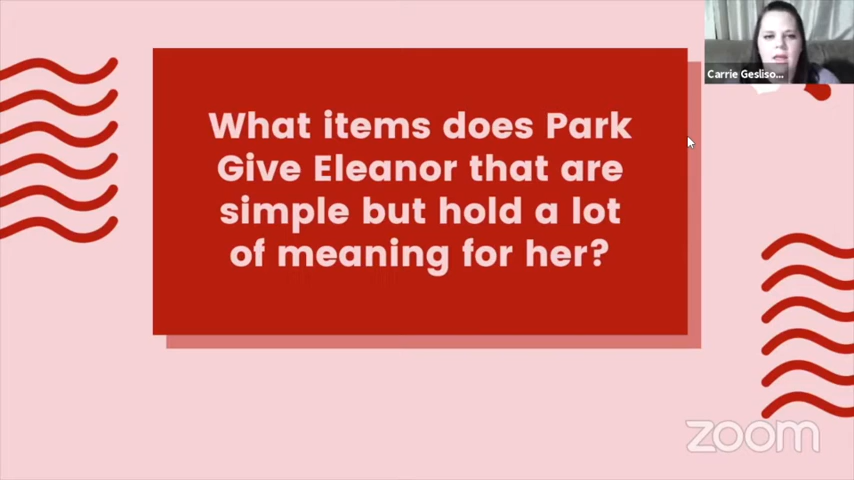 What items does Park
Give Eleanor that are
simple but hold a lot
of meaning for her?
Carrie Gesliso...
zoom